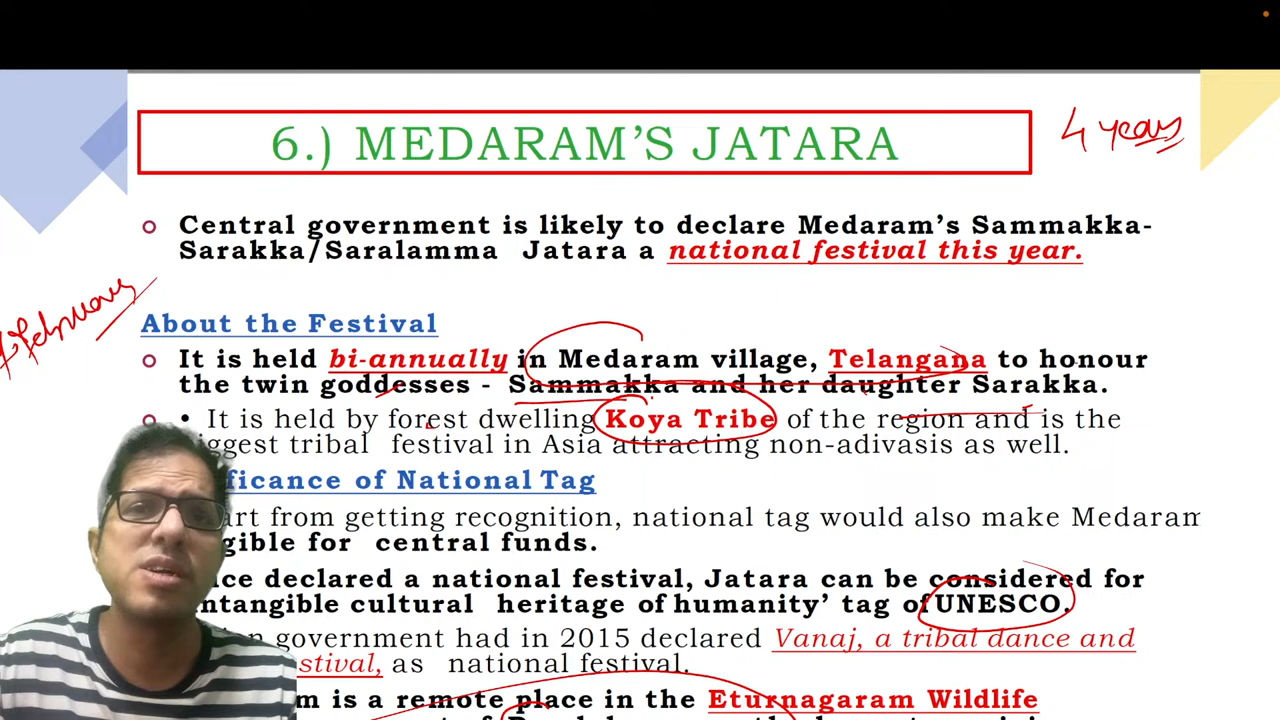 6.) MEDARAM'S JATARA
4 years
Central government is likely to declare Medaram's Sammakka-
Sarakka/Saralamma Jatara a national festival this year.
February
About the Festival
It is held bi-annually in Medaram village, Telangana to honour
the twin goddesses - Sammakka and her daughter Sarakka.
• It is held by forest dwelling Koya Tribe of the region and is the
ggest tribal festival in Asia attracting non-adivasis as well.
ficance of National Tag
art from getting recognition, national tag would also make Medaram
gible for central funds.
ce declared a national festival, Jatara can be considered for
intangible cultural heritage of humanity' tag of UNESCO.
government had in 2015 declared Vanaj, a tribal dance and
stival, as national festival.
m is a remote place in the Eturnagaram Wildlife